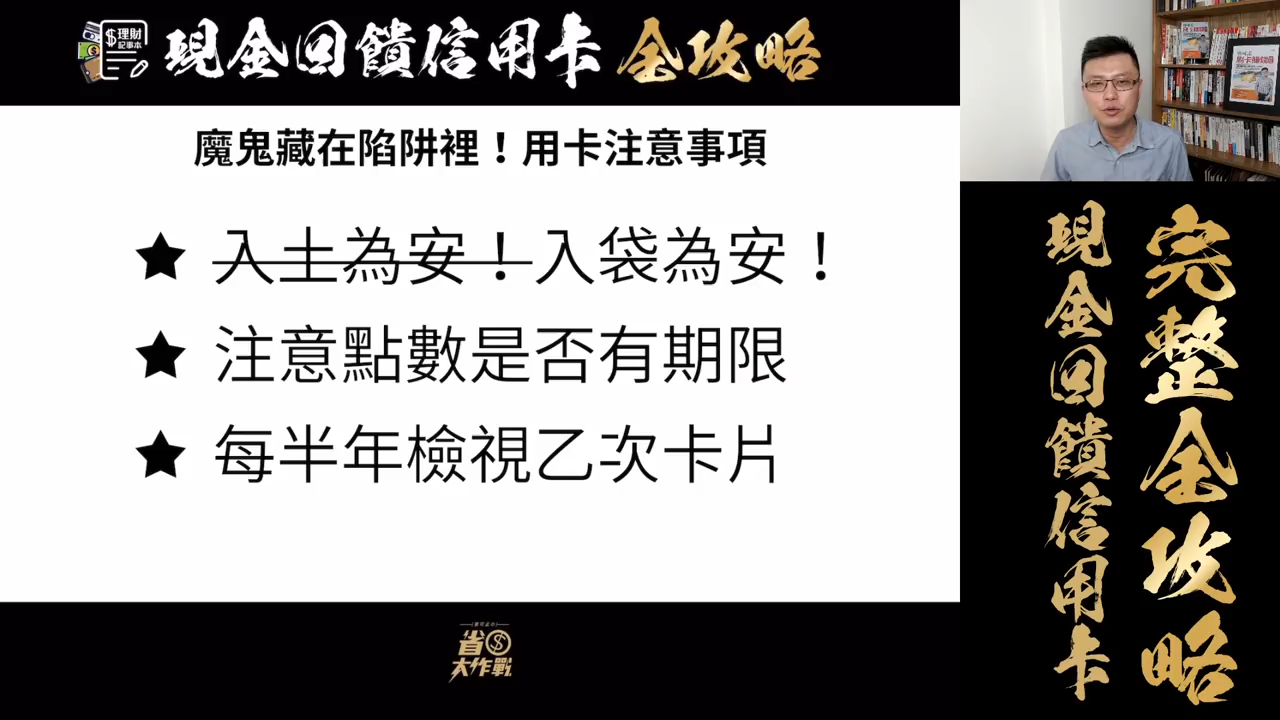 $理財
記事本
現金回饋信用卡 全攻略
魔鬼藏在陷阱裡！用卡注意事項
★ 入土為安！入袋為安！
★ 注意點數是否有期限
★ 每半年檢視乙次卡片
省$
大作戰
完整全攻略
現金回饋信用卡